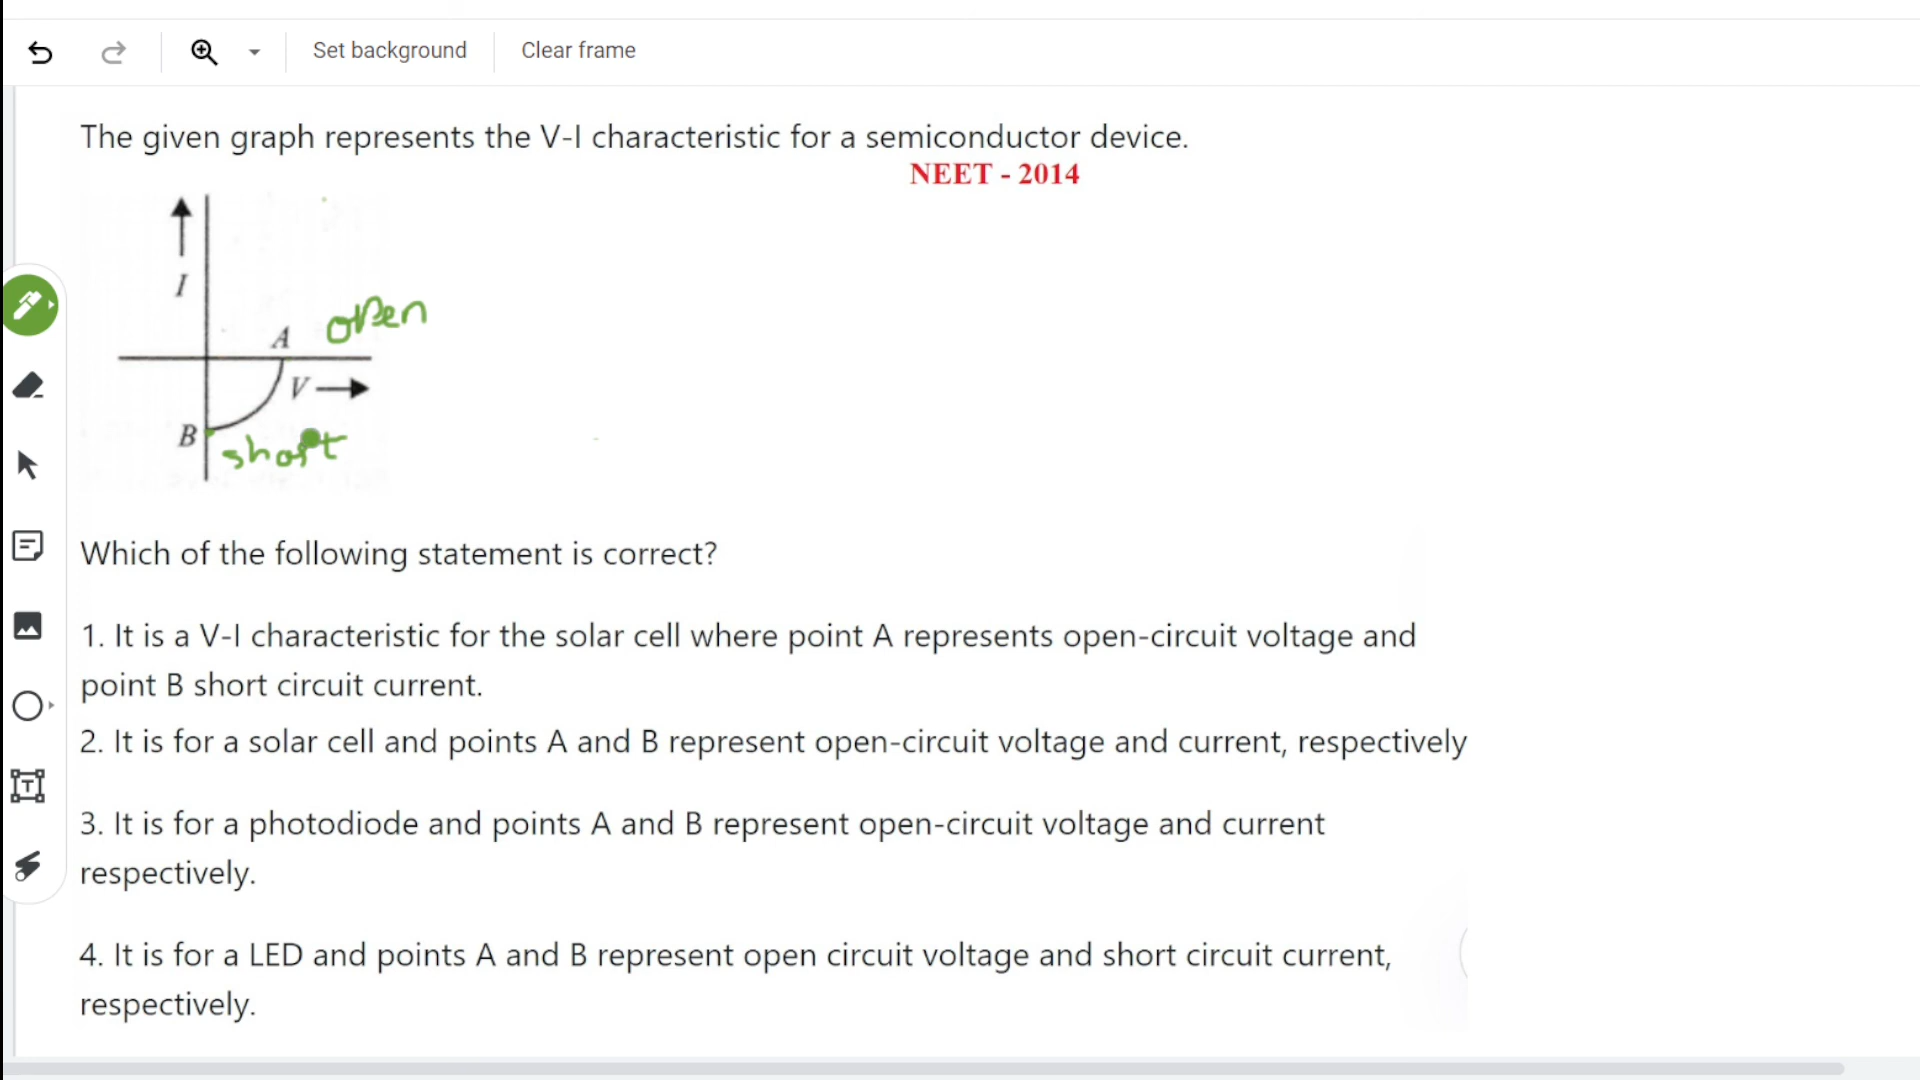 Set background Clear frame
The given graph represents the V-I characteristic for a semiconductor device.
NEET - 2014
I
A open
V
B short
Which of the following statement is correct?
1. It is a V-I characteristic for the solar cell where point A represents open-circuit voltage and
point B short circuit current.
2. It is for a solar cell and points A and B represent open-circuit voltage and current, respectively
3. It is for a photodiode and points A and B represent open-circuit voltage and current
respectively.
4. It is for a LED and points A and B represent open circuit voltage and short circuit current,
respectively.